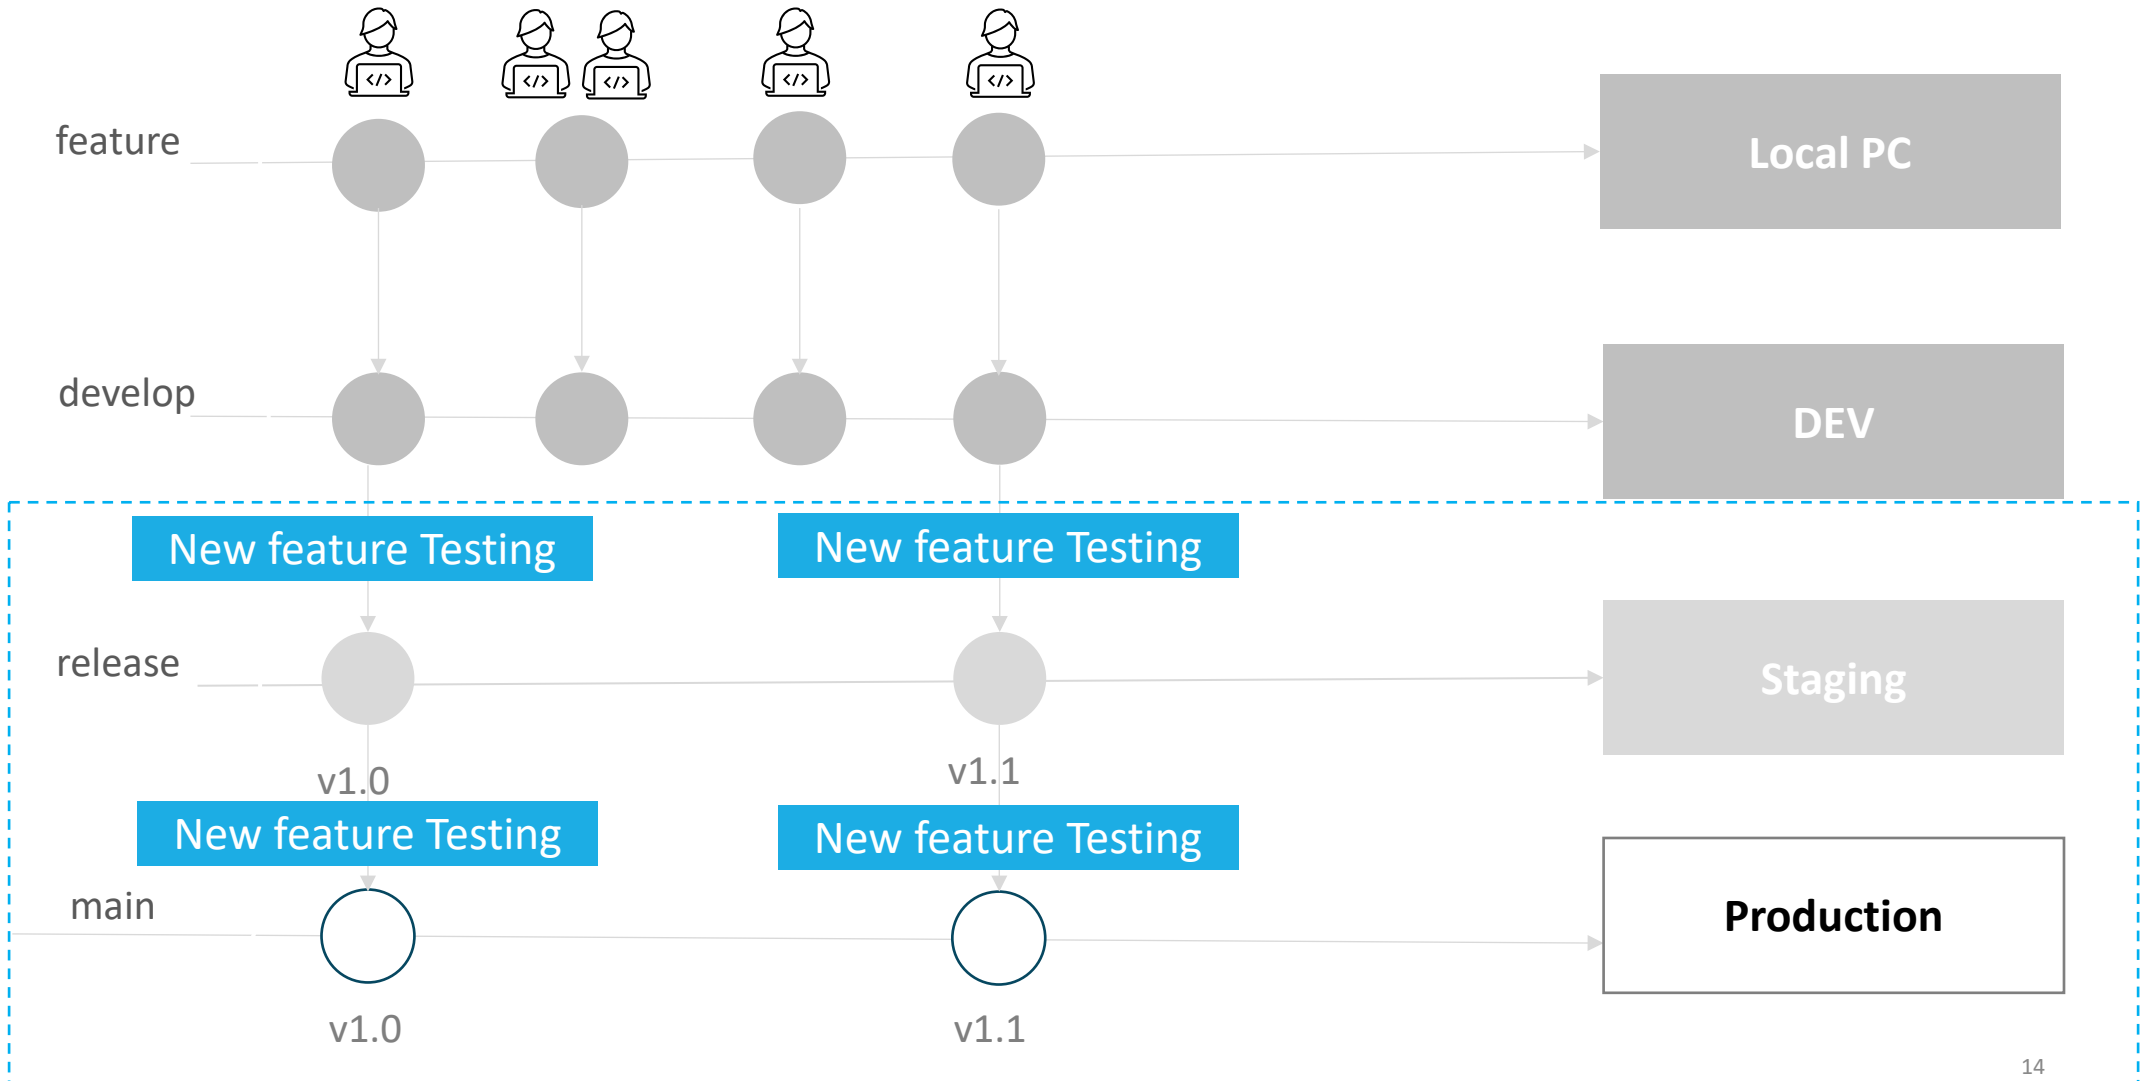 </>
</>
</>
</>
</>
feature
Local PC
develop
DEV
New feature Testing
New feature Testing
release
Staging
v1.0
v1.1
New feature Testing
New feature Testing
main
Production
v1.0
v1.1
14